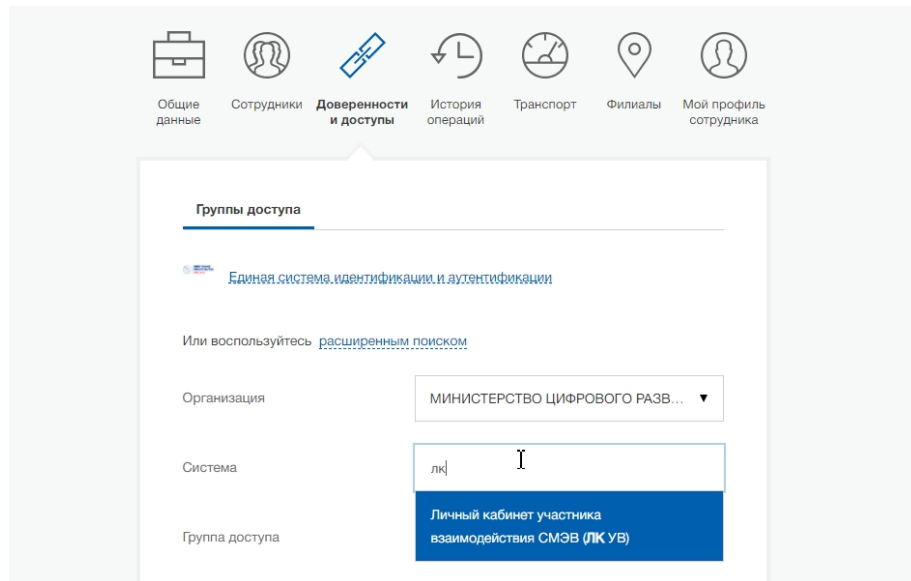 Общие данные
Сотрудники
Доверенности и доступы
История операций
Транспорт
Филиалы
Мой профиль сотрудника
Группы доступа
Единая система идентификации и аутентификации
Или воспользуйтесь расширенным поиском
Организация
МИНИСТЕРСТВО ЦИФРОВОГО РАЗВ...
Система
лк
Личный кабинет участника
взаимодействия СМЭВ (ЛК УВ)
Группа доступа